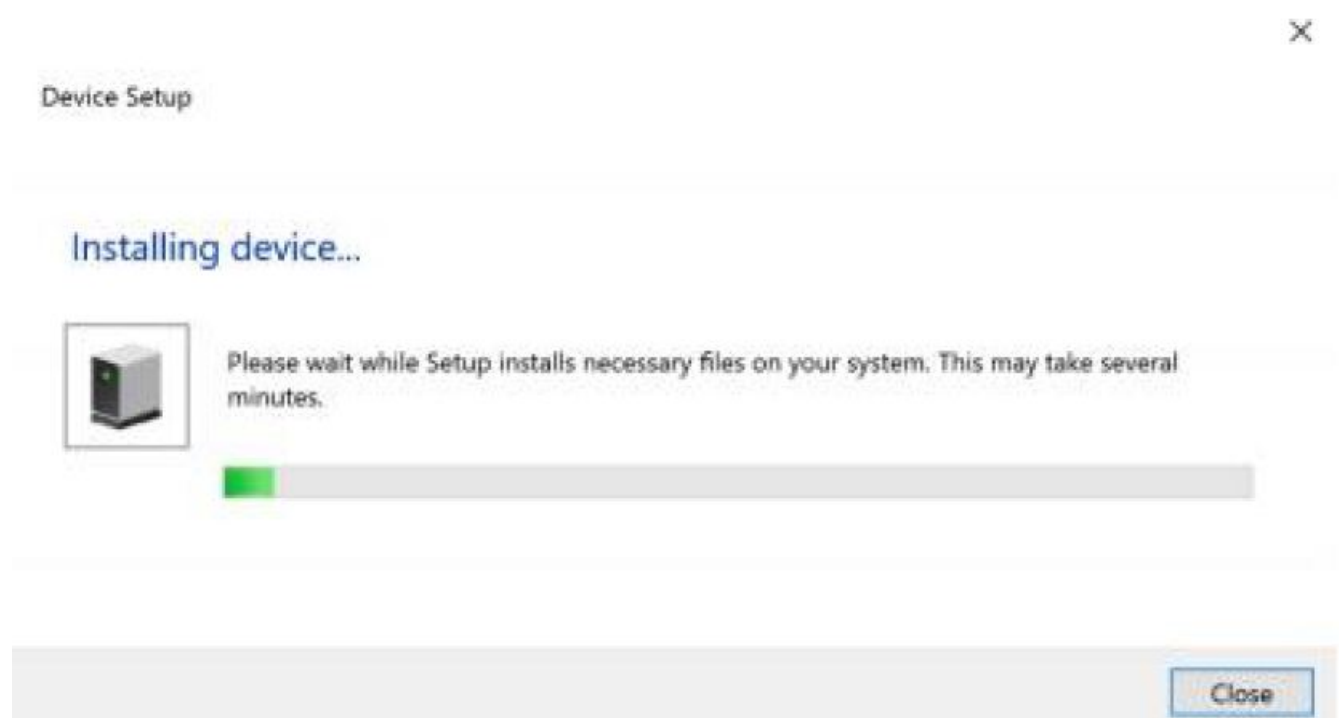 Device Setup
Installing device...
Please wait while Setup installs necessary files on your system. This may take several
minutes.
Close